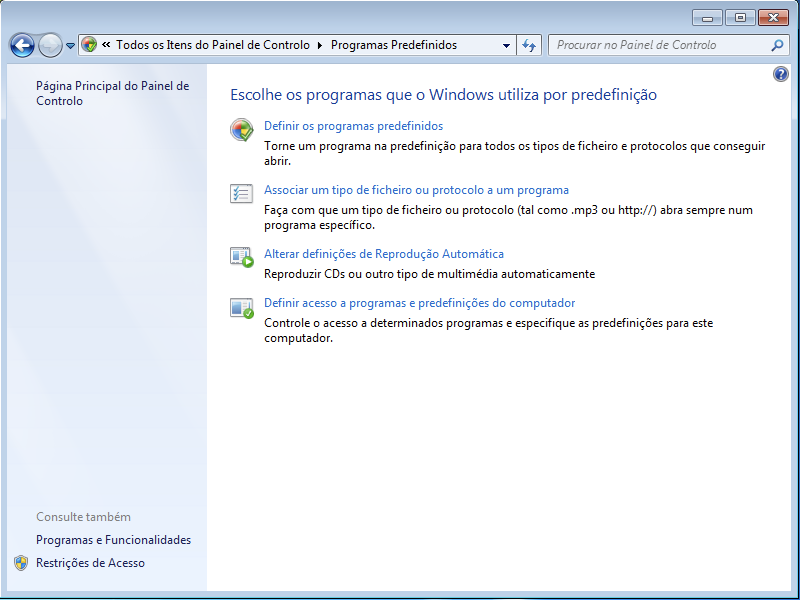 « Todos os Itens do Painel de Controlo Programas Predefinidos
Procurar no Painel de Controlo
Página Principal do Painel de
Controlo
Escolhe os programas que o Windows utiliza por predefinição
Definir os programas predefinidos
Torne um programa na predefinição para todos os tipos de ficheiro e protocolos que conseguir
abrir.
Associar um tipo de ficheiro ou protocolo a um programa
Faça com que um tipo de ficheiro ou protocolo (tal como .mp3 ou http://) abra sempre num
programa específico.
Alterar definições de Reprodução Automática
Reproduzir CDs ou outro tipo de multimédia automaticamente
Definir acesso a programas e predefinições do computador
Controle o acesso a determinados programas e especifique as predefinições para este
computador.
Consulte também
Programas e Funcionalidades
Restrições de Acesso